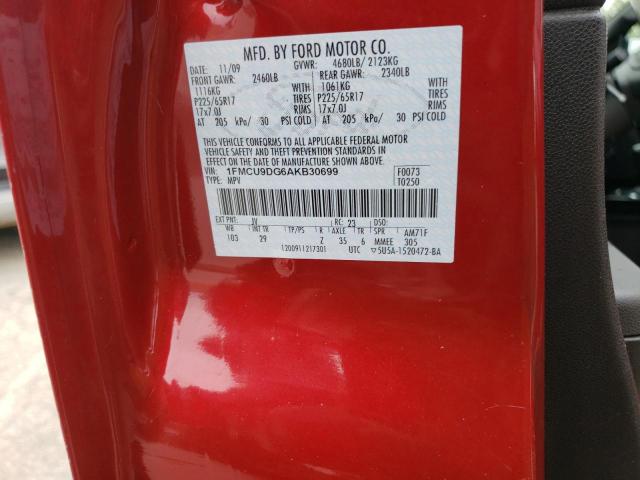 MFD. BY FORD MOTOR CO.
DATE: 11/09 GVWR: 4680LB/ 2123KG
FRONT GAWR: 2460LB REAR GAWR: 2340LB
1116KG WITH 1061KG WITH
P225/65R17 TIRES P225/65R17 TIRES
17x7.0J RIMS 17x7.0J RIMS
AT 205 kPa/ 30 PSI COLD AT 205 kPa/ 30 PSI COLD
THIS VEHICLE CONFORMS TO ALL APPLICABLE FEDERAL MOTOR
VEHICLE SAFETY AND THEFT PREVENTION STANDARDS IN EFFECT
ON THE DATE OF MANUFACTURE SHOWN ABOVE.
VIN: 1FMCU9DG6AKB30699 F0073
TYPE: MPV T0250
JV RC: 23 DSO:
WB INT TR TP/PS R AXLE TR SPR AM71F
103 29 Z 35 6 MMEE 305
1200911217301 UTC ▽5U5A-1520472-BA